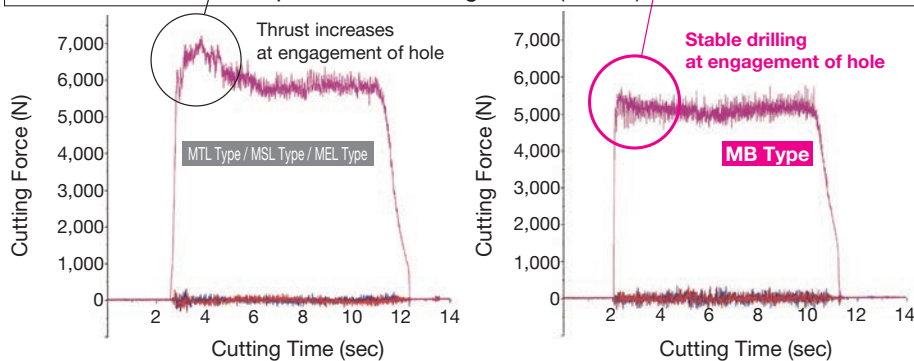 Thrust increases
at engagement of hole
7,000
6,000
5,000
4,000
3,000
2,000
1,000
0
Cutting Force (N)
MTL Type / MSL Type / MEL Type
2 4 6 8 10 12 14
Cutting Time (sec)
Stable drilling
at engagement of hole
7,000
6,000
5,000
4,000
3,000
2,000
1,000
0
Cutting Force (N)
MB Type
2 4 6 8 10 12 14
Cutting Time (sec)